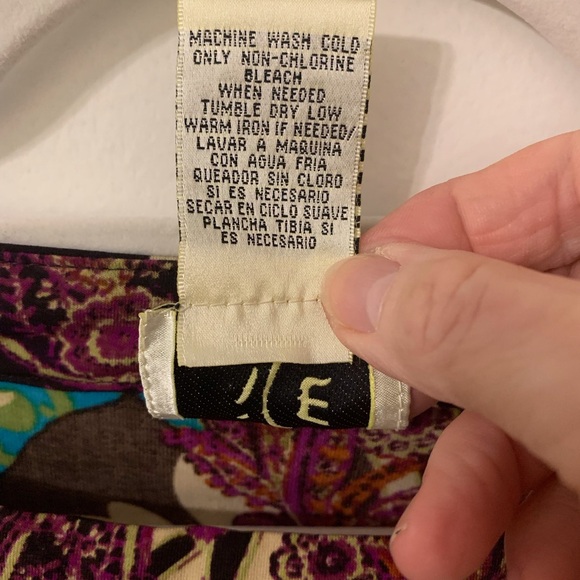 MACHINE WASH COLD
ONLY NON-CHLORINE
BLEACH
WHEN NEEDED
TUMBLE DRY LOW
WARM IRON IF NEEDED/
LAVAR A MAQUINA
CON AGUA FRIA
QUEADOR SIN CLORO
SI ES NECESARIO
SECAR EN CICLO SUAVE
PLANCHA TIBIA SI
ES NECESARIO
E